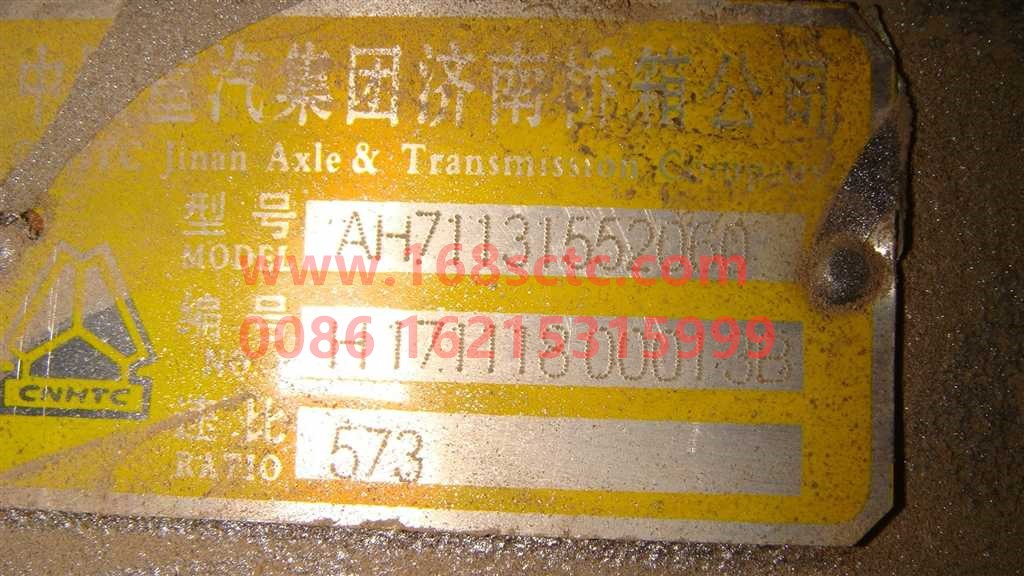 中 重汽集团济南桥箱公司
Jinan Axle & Transmission Company
型号
MODEL
AH71131552060
www.168sctc.com
编号
NO
0086 16215315999
CNHTC
速比
RATIO
573